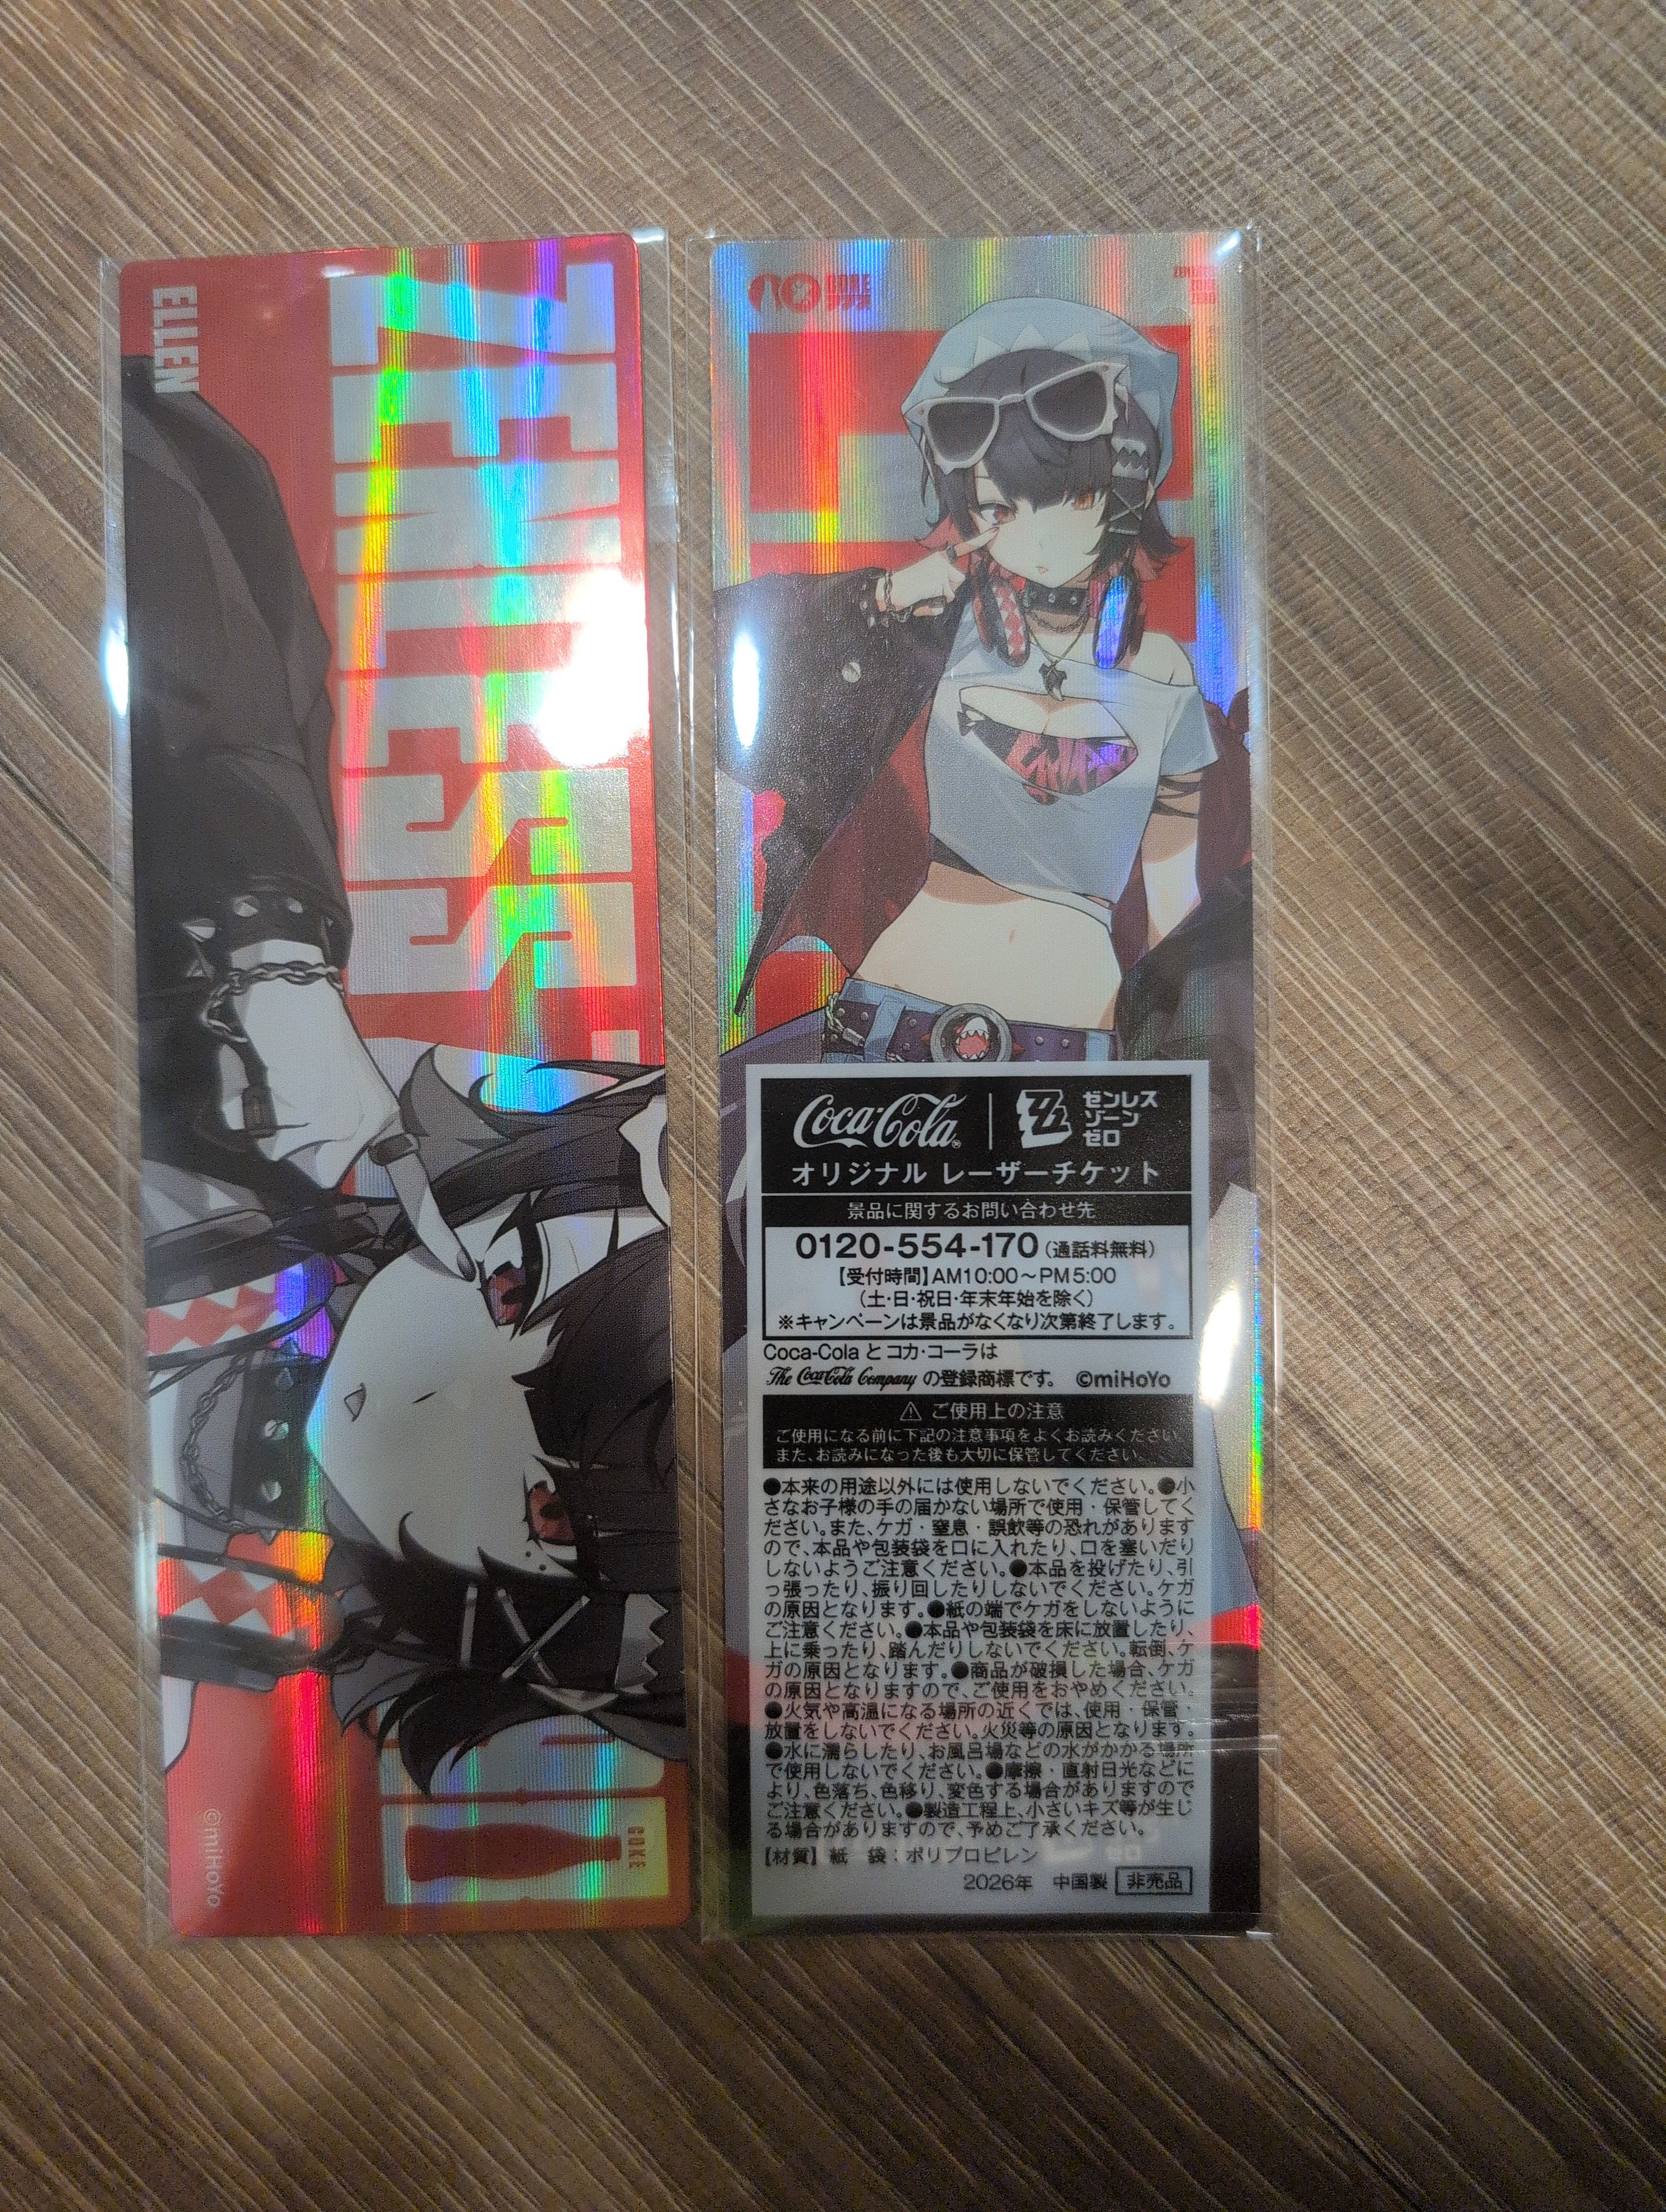 ELLEN
ZENLESS
COKE
©miHoYo
CORE
Coca-Cola®
ゼンレス
ゾーン
ゼロ
オリジナル レーザーチケット
景品に関するお問い合わせ先
0120-554-170(通話料無料)
【受付時間】AM10:00〜PM5:00
(土・日・祝日・年末年始を除く)
※キャンペーンは景品がなくなり次第終了します。
Coca-Cola とコカ・コーラは
The Coca-Cola Company の登録商標です。 ©miHoYo
⚠ ご使用上の注意
ご使用になる前に下記の注意事項をよくお読みください。
また、お読みになった後も大切に保管してください。
●本来の用途以外には使用しないでください。●小
さなお子様の手の届かない場所で使用・保管してく
ださい。また、ケガ・窒息・誤飲等の恐れがあります
ので、本品や包装袋を口に入れたり、口を塞いだり
しないようご注意ください。●本品を投げたり、引
っ張ったり、振り回したりしないでください。ケガ
の原因となります。●紙の端でケガをしないように
ご注意ください。●本品や包装袋を床に放置したり、
上に乗ったり、踏んだりしないでください。転倒、ケ
ガの原因となります。●商品が破損した場合、ケガ
の原因となりますので、ご使用をおやめください。
●火気や高温になる場所の近くでは、使用・保管・
放置をしないでください。火災等の原因となります。
●水に濡らしたり、お風呂場などの水がかかる場所
で使用しないでください。●摩擦・直射日光などに
より、色落ち、色移り、変色する場合がありますので
ご注意ください。●製造工程上、小さいキズ等が生じ
る場合がありますので、予めご了承ください。
【材質】紙 袋：ポリプロピレン
2026年 中国製 非売品